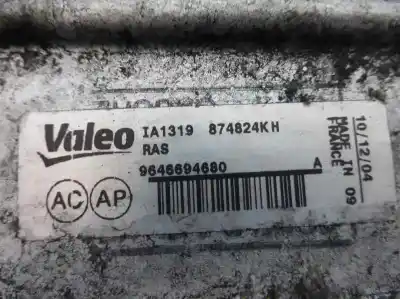 Valeo
IA1319 874824KH
RAS
9646694680 A
AC AP
MADE IN
FRANCE 09
10/12/04